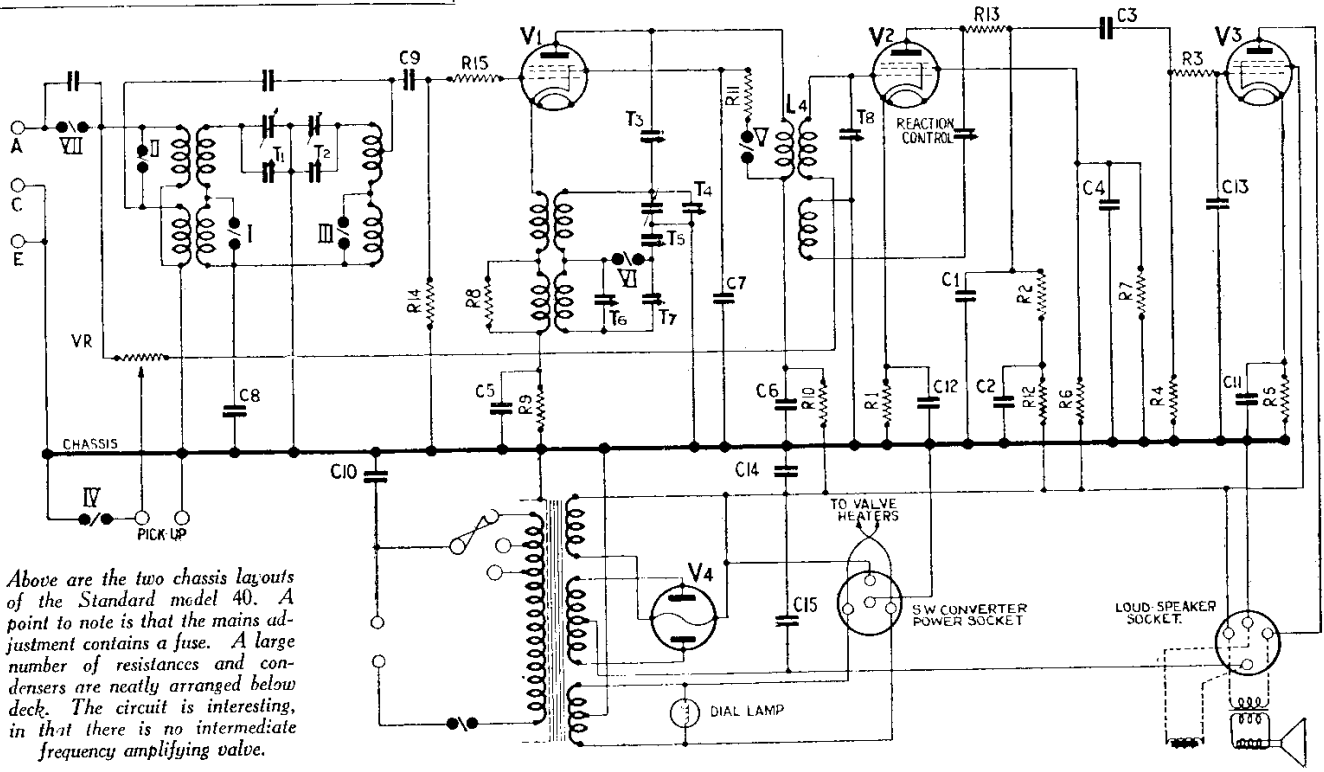 V1
V2
R13
C3
V3
C9
R15
R3
A
VII
II
T1
T2
T3
R11
V
L4
T8
REACTION
CONTROL
C4
C13
C
E
I
III
T4
T5
VI
R14
R8
T6
T7
C7
C1
R2
R7
VR
C8
C5
R9
C6
R10
R1
C12
C2
R12
R6
R4
C11
R5
CHASSIS
C10
C14
IV
PICK-UP
TO VALVE
HEATERS
V4
C15
S W CONVERTER
POWER SOCKET
LOUD-SPEAKER
SOCKET.
DIAL LAMP
Above are the two chassis layouts
of the Standard model 40. A
point to note is that the mains ad-
justment contains a fuse. A large
number of resistances and con-
densers are neatly arranged below
deck. The circuit is interesting,
in that there is no intermediate
frequency amplifying valve.